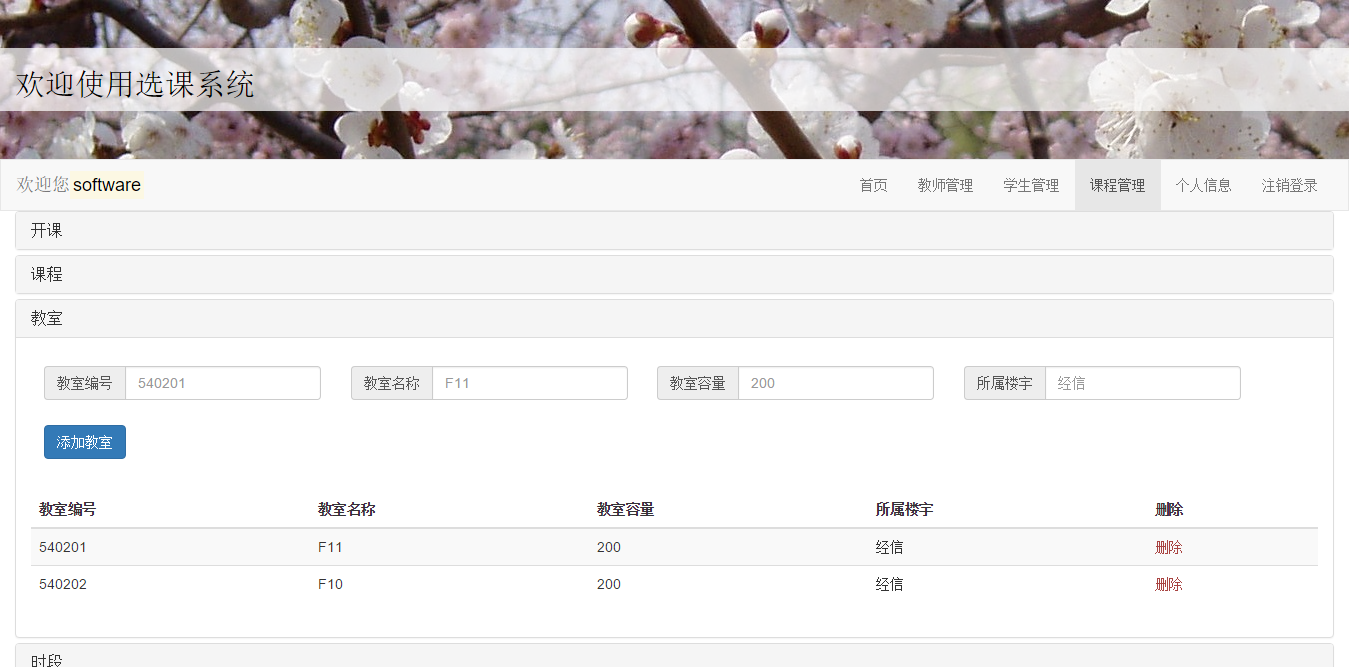 欢迎使用选课系统
欢迎您 software 首页 教师管理 学生管理 课程管理 个人信息 注销登录
开课
课程
教室
教室编号 540201 教室名称 F11 教室容量 200 所属楼宇 经信
添加教室
教室编号 教室名称 教室容量 所属楼宇 删除
540201 F11 200 经信 删除
540202 F10 200 经信 删除
时段